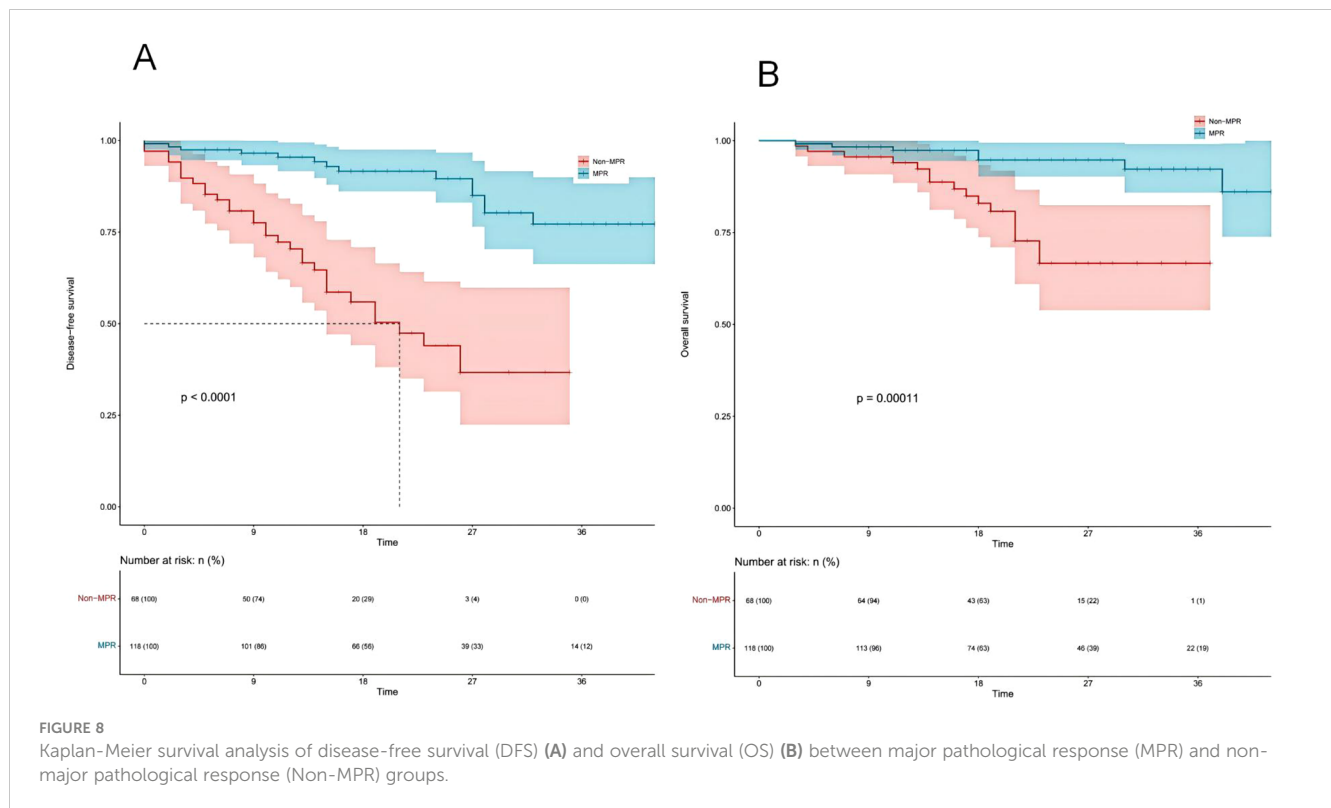 A
Disease-free survival
1.00
0.75
0.50
0.25
0.00
Non-MPR
MPR
p < 0.0001
0 9 18 27 36
Time
Number at risk: n (%)
Non-MPR 68 (100) 50 (74) 20 (29) 3 (4) 0 (0)
MPR 118 (100) 101 (86) 66 (56) 39 (33) 14 (12)
0 9 18 27 36
Time
B
Overall survival
1.00
0.75
0.50
0.25
0.00
Non-MPR
MPR
p = 0.00011
0 9 18 27 36
Time
Number at risk: n (%)
Non-MPR 68 (100) 64 (94) 43 (63) 15 (22) 1 (1)
MPR 118 (100) 113 (96) 74 (63) 46 (39) 22 (19)
0 9 18 27 36
Time
FIGURE 8
Kaplan-Meier survival analysis of disease-free survival (DFS) (A) and overall survival (OS) (B) between major pathological response (MPR) and non-
major pathological response (Non-MPR) groups.